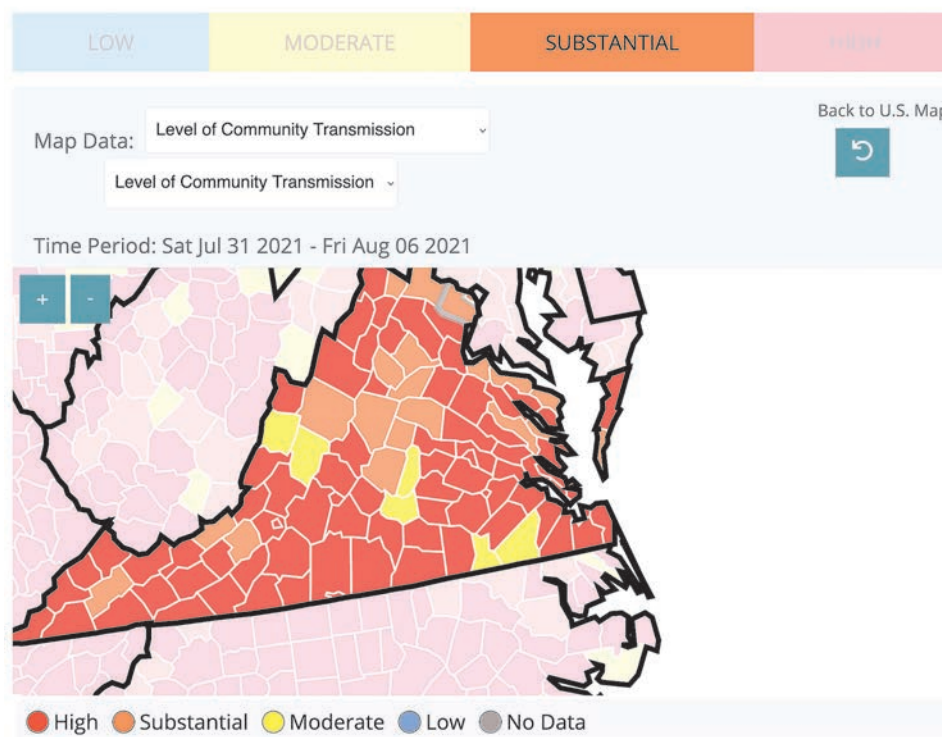 LOW MODERATE SUBSTANTIAL
Back to U.S. Map
Map Data: Level of Community Transmission
Level of Community Transmission
Time Period: Sat Jul 31 2021 - Fri Aug 06 2021
+ -
High Substantial Moderate Low No Data